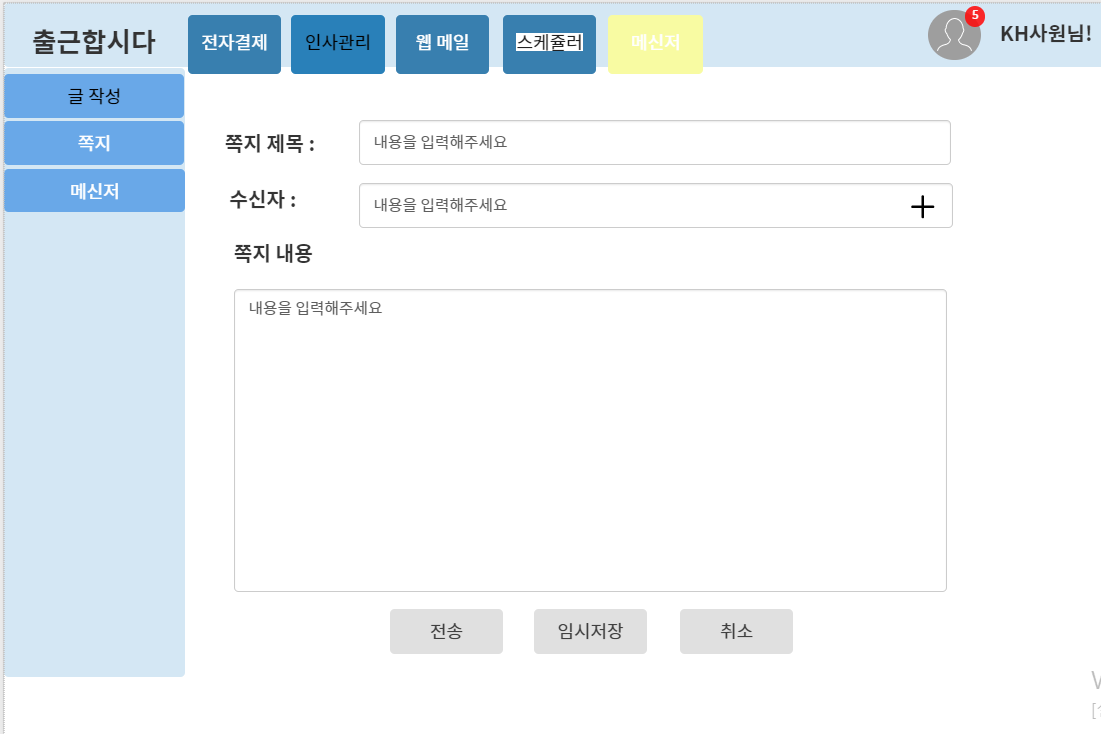 출근합시다
전자결제
인사관리
웹 메일
스케쥴러
메신저
5
KH사원님!
글 작성
쪽지
메신저
쪽지 제목 :
내용을 입력해주세요
수신자 :
내용을 입력해주세요
쪽지 내용
내용을 입력해주세요
전송
임시저장
취소